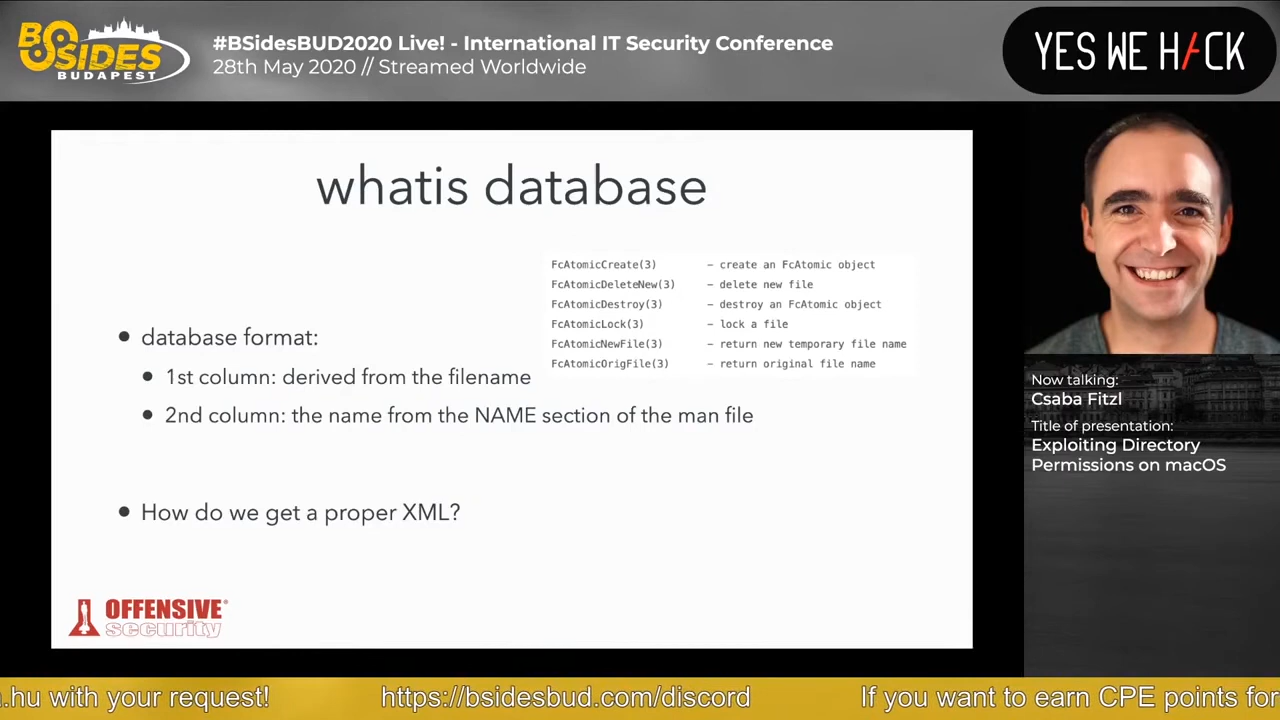 BSIDES
BUDAPEST
#BSidesBUD2020 Live! - International IT Security Conference
28th May 2020 // Streamed Worldwide
YES WE H/CK
whatis database
FcAtomicCreate(3) – create an FcAtomic object
FcAtomicDeleteNew(3) – delete new file
FcAtomicDestroy(3) – destroy an FcAtomic object
FcAtomicLock(3) – lock a file
FcAtomicNewFile(3) – return new temporary file name
FcAtomicOrigFile(3) – return original file name
• database format:
• 1st column: derived from the filename
• 2nd column: the name from the NAME section of the man file
• How do we get a proper XML?
OFFENSIVE®
security
Now talking:
Csaba Fitzl
Title of presentation:
Exploiting Directory
Permissions on macOS
.hu with your request! https://bsidesbud.com/discord If you want to earn CPE points for